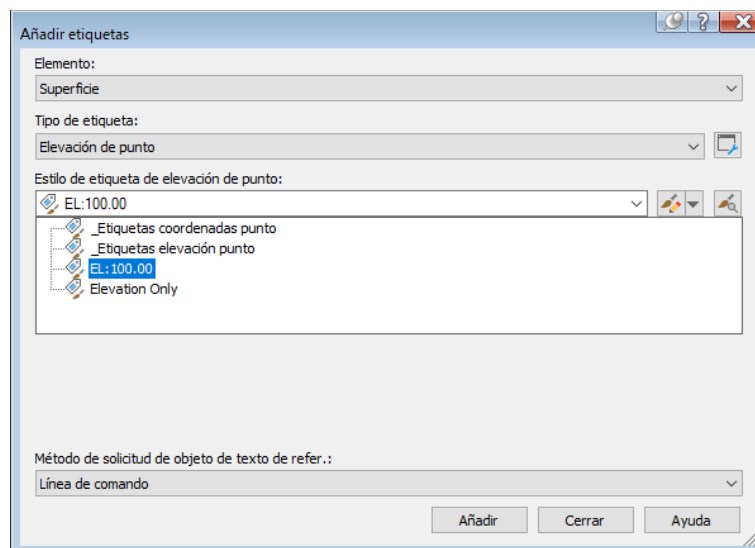 Añadir etiquetas
Elemento:
Superficie
Tipo de etiqueta:
Elevación de punto
Estilo de etiqueta de elevación de punto:
EL:100.00
_Etiquetas coordenadas punto
_Etiquetas elevación punto
EL:100.00
Elevation Only
Método de solicitud de objeto de texto de refer.:
Línea de comando
Añadir Cerrar Ayuda